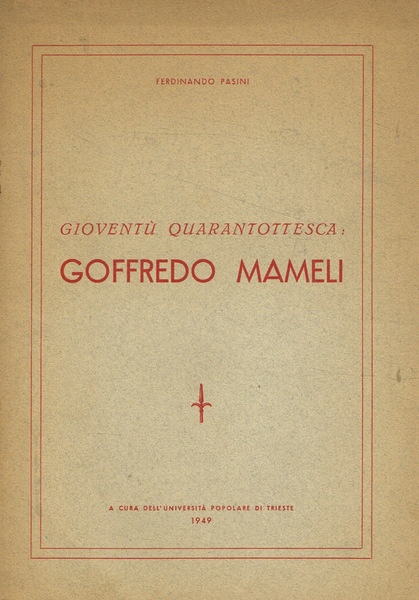 FERDINANDO PASINI
GIOVENTÙ QUARANTOTTESCA:
GOFFREDO MAMELI
A CURA DELL'UNIVERSITÀ POPOLARE DI TRIESTE
1949